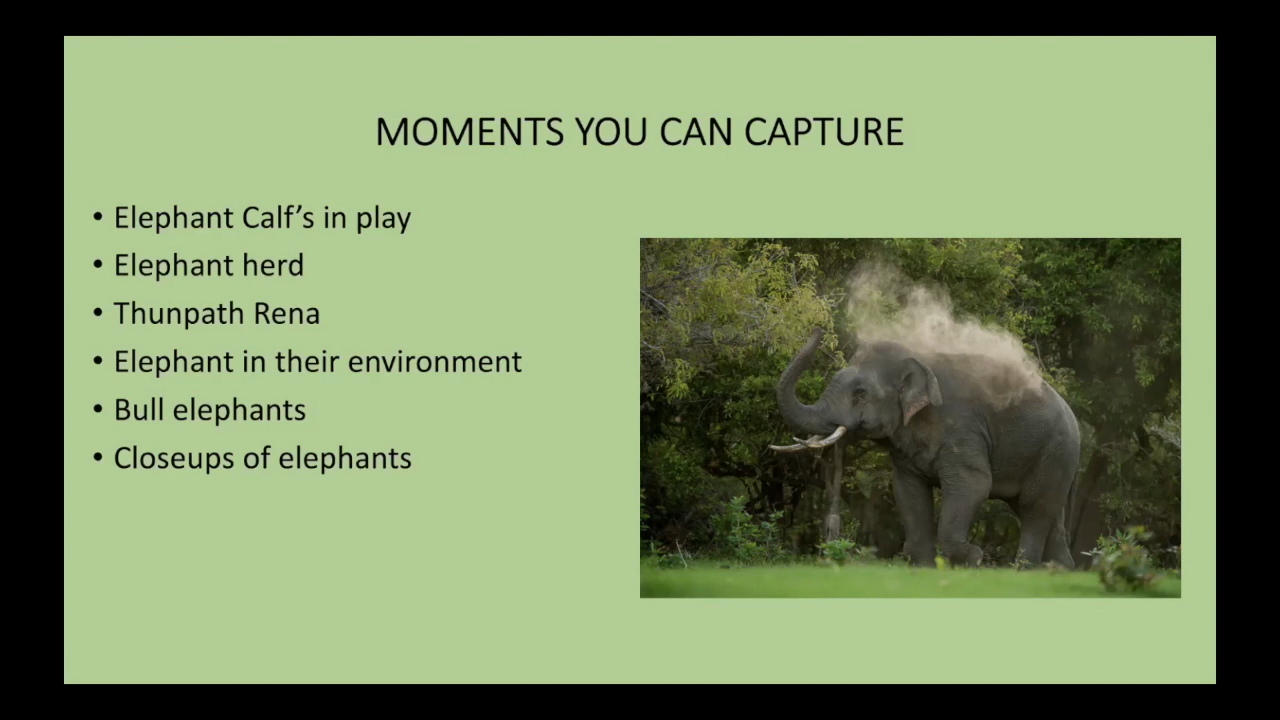 MOMENTS YOU CAN CAPTURE
• Elephant Calf’s in play
• Elephant herd
• Thunpath Rena
• Elephant in their environment
• Bull elephants
• Closeups of elephants